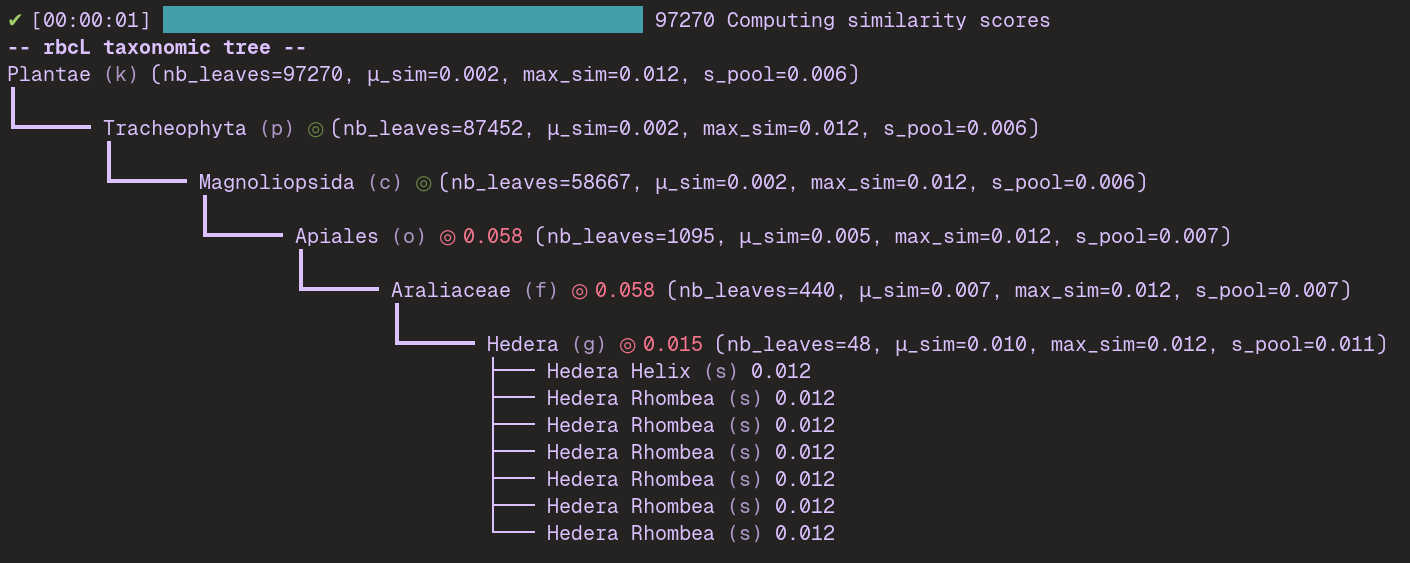 ✔ [00:00:01] 97270 Computing similarity scores
-- rbcL taxonomic tree --
Plantae (k) (nb_leaves=97270, μ_sim=0.002, max_sim=0.012, s_pool=0.006)
Tracheophyta (p) ◎ (nb_leaves=87452, μ_sim=0.002, max_sim=0.012, s_pool=0.006)
Magnoliopsida (c) ◎ (nb_leaves=58667, μ_sim=0.002, max_sim=0.012, s_pool=0.006)
Apiales (o) ◎ 0.058 (nb_leaves=1095, μ_sim=0.005, max_sim=0.012, s_pool=0.007)
Araliaceae (f) ◎ 0.058 (nb_leaves=440, μ_sim=0.007, max_sim=0.012, s_pool=0.007)
Hedera (g) ◎ 0.015 (nb_leaves=48, μ_sim=0.010, max_sim=0.012, s_pool=0.011)
Hedera Helix (s) 0.012
Hedera Rhombea (s) 0.012
Hedera Rhombea (s) 0.012
Hedera Rhombea (s) 0.012
Hedera Rhombea (s) 0.012
Hedera Rhombea (s) 0.012
Hedera Rhombea (s) 0.012